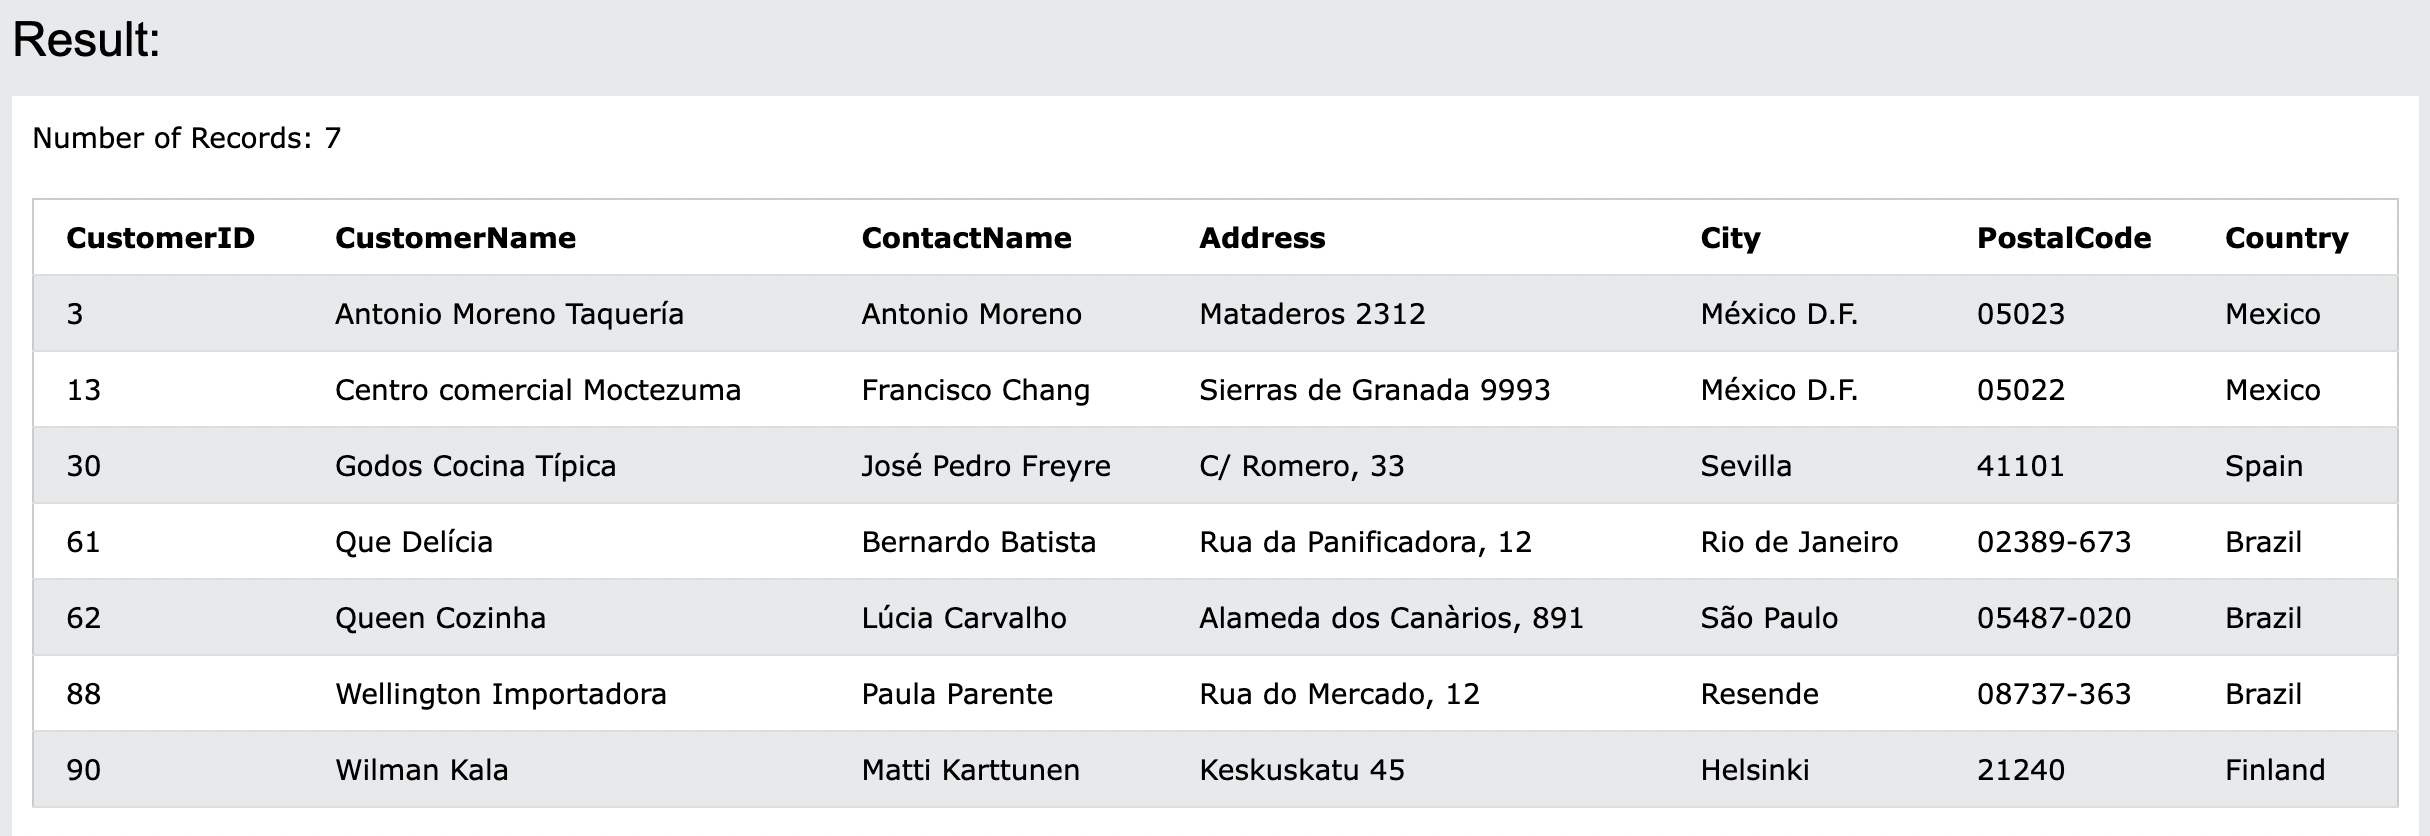 Result:
Number of Records: 7
CustomerID CustomerName ContactName Address City PostalCode Country
3 Antonio Moreno Taquería Antonio Moreno Mataderos 2312 México D.F. 05023 Mexico
13 Centro comercial Moctezuma Francisco Chang Sierras de Granada 9993 México D.F. 05022 Mexico
30 Godos Cocina Típica José Pedro Freyre C/ Romero, 33 Sevilla 41101 Spain
61 Que Delícia Bernardo Batista Rua da Panificadora, 12 Rio de Janeiro 02389-673 Brazil
62 Queen Cozinha Lúcia Carvalho Alameda dos Canàrios, 891 São Paulo 05487-020 Brazil
88 Wellington Importadora Paula Parente Rua do Mercado, 12 Resende 08737-363 Brazil
90 Wilman Kala Matti Karttunen Keskuskatu 45 Helsinki 21240 Finland